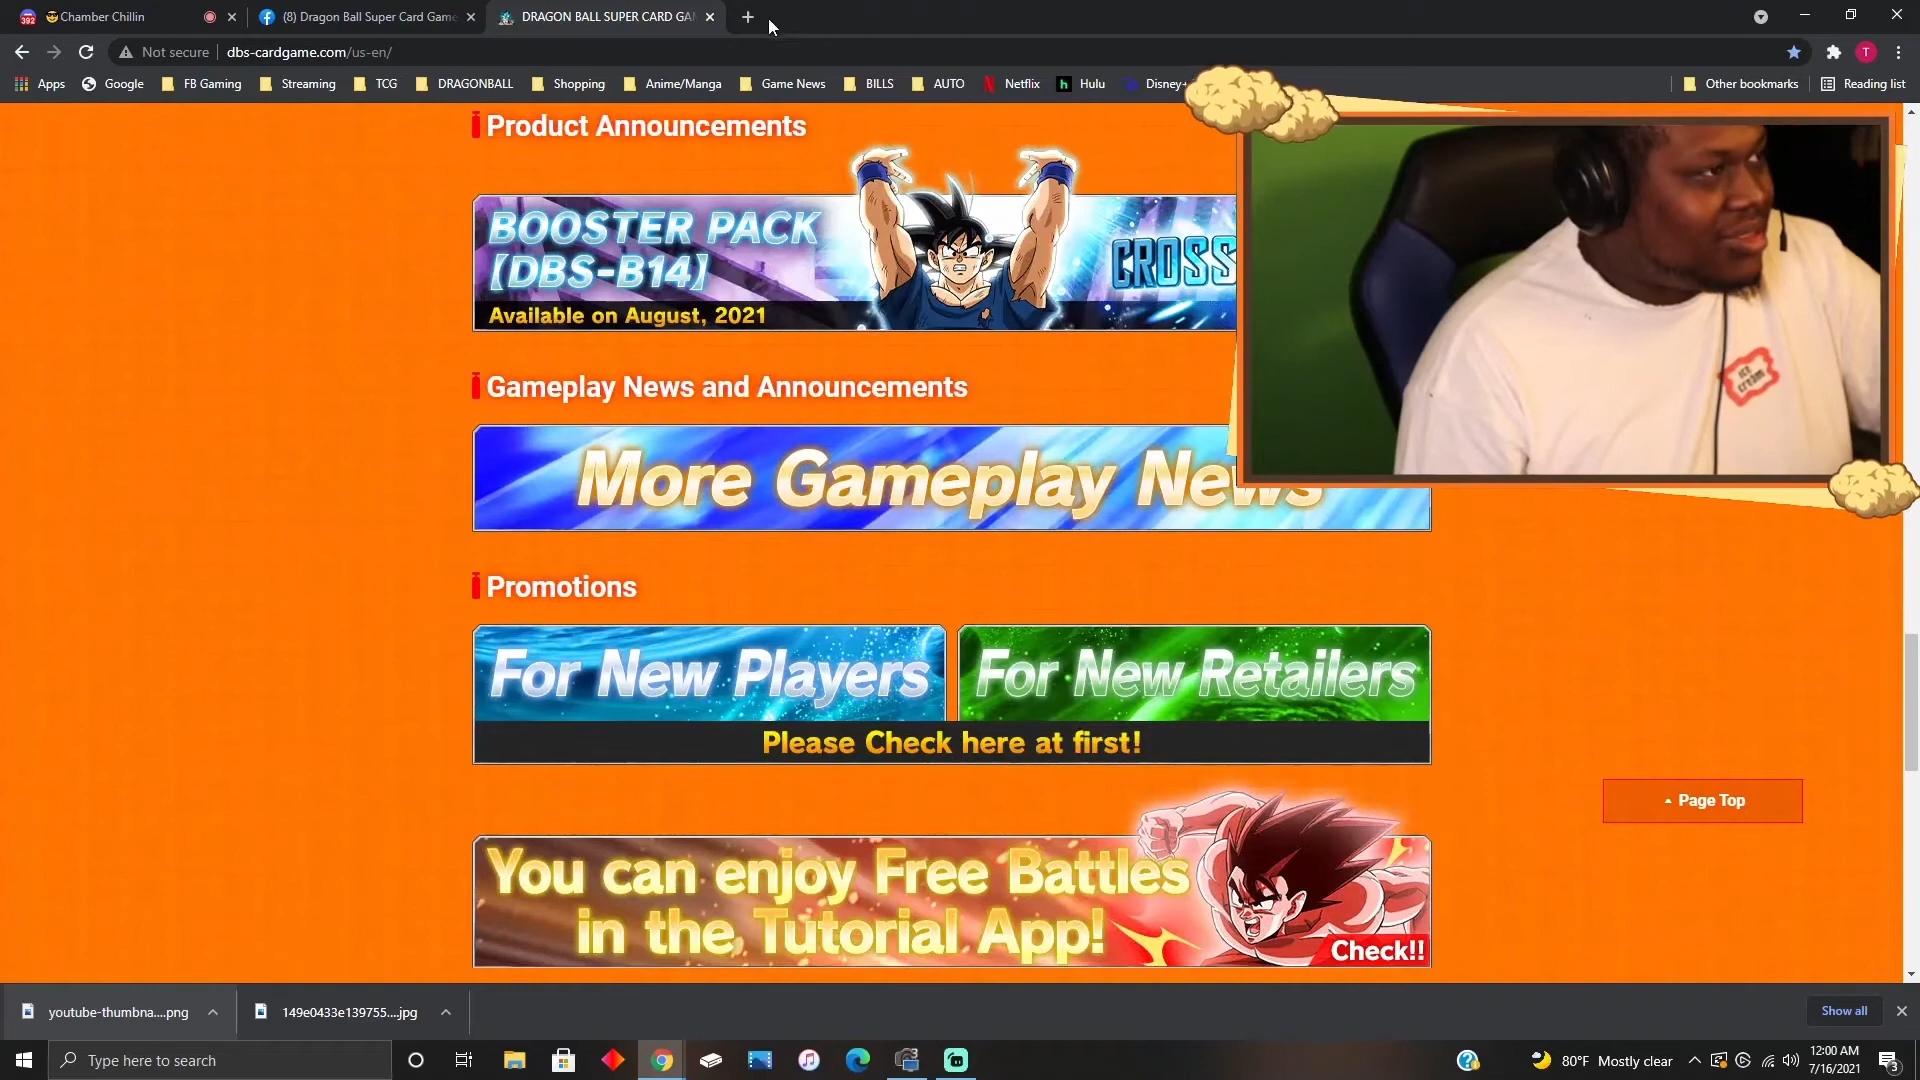 Chamber Chillin
(8) Dragon Ball Super Card Game
DRAGON BALL SUPER CARD GA
Not secure
dbs-cardgame.com/us-en/
T
Apps
Google
FB Gaming
Streaming
TCG
DRAGONBALL
Shopping
Anime/Manga
Game News
BILLS
AUTO
Netflix
h
Hulu
Disney+
Other bookmarks
Reading list
Product Announcements
BOOSTER PACK
【DBS-B14】
CROSS
Available on August, 2021
ice
cream
Gameplay News and Announcements
More Gameplay News
Promotions
For New Players
For New Retailers
Please Check here at first!
Page Top
You can enjoy Free Battles
in the Tutorial App!
Check!!
youtube-thumbna....png
149e0433e139755....jpg
Show all
Type here to search
80°F Mostly clear
12:00 AM
7/16/2021
3